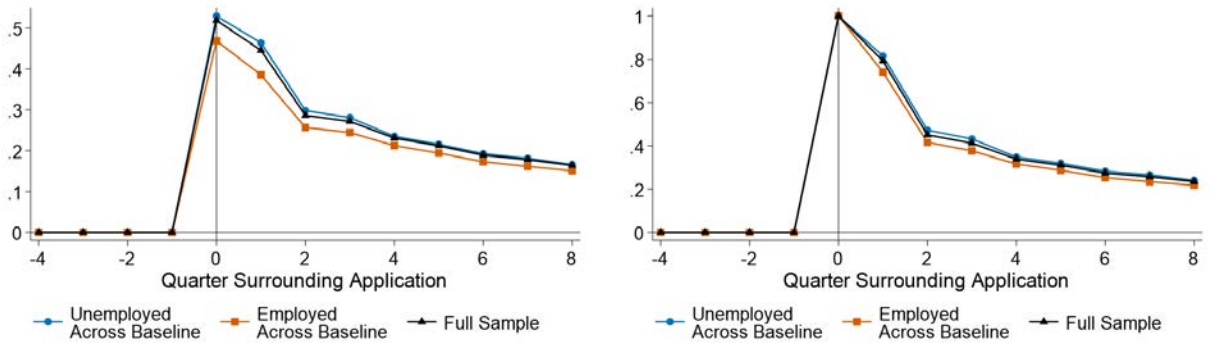 .5
.4
.3
.2
.1
0
-4 -2 0 2 4 6 8
Quarter Surrounding Application
Unemployed
Across Baseline
Employed
Across Baseline
Full Sample
1
.8
.6
.4
.2
0
-4 -2 0 2 4 6 8
Quarter Surrounding Application
Unemployed
Across Baseline
Employed
Across Baseline
Full Sample